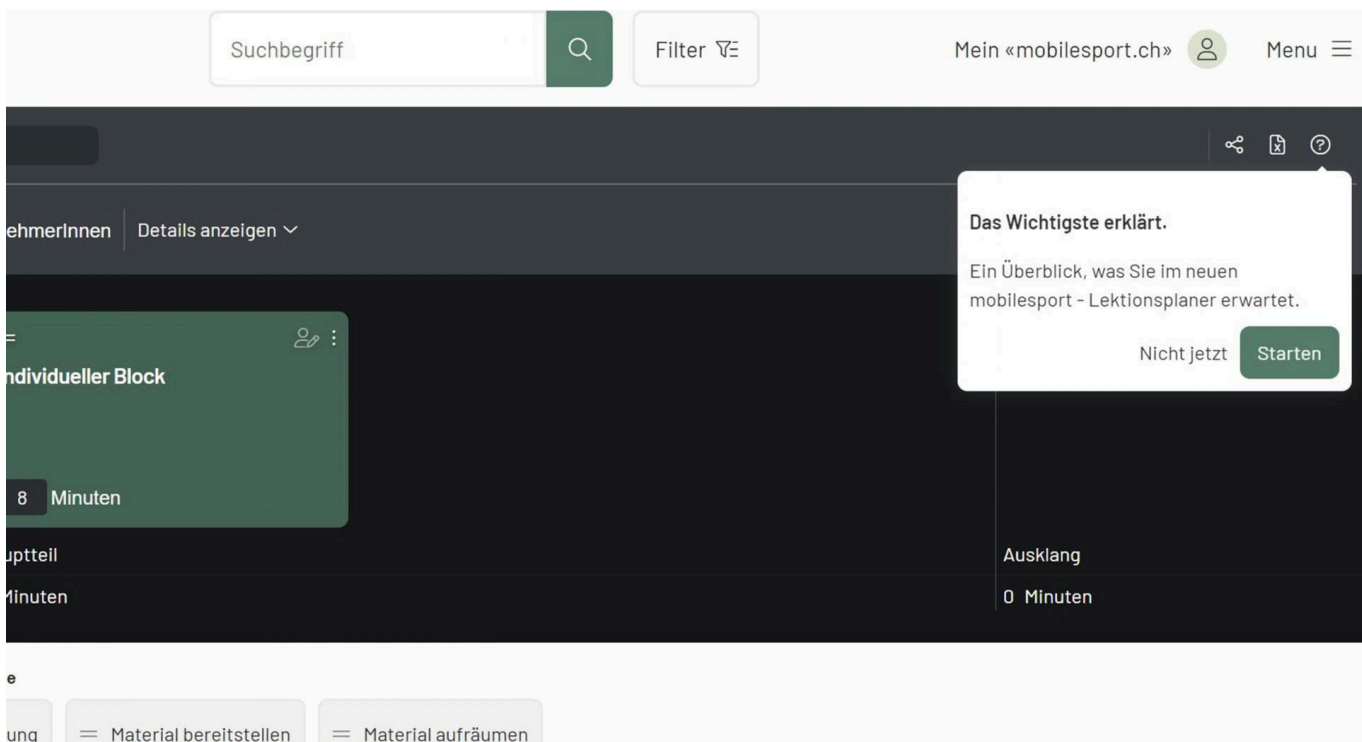 Suchbegriff
Filter
Mein «mobilesport.ch»
Menu
ehmerInnen
Details anzeigen
Das Wichtigste erklärt.
Ein Überblick, was Sie im neuen
mobilesport - Lektionsplaner erwartet.
Nicht jetzt
Starten
ndividueller Block
8 Minuten
uptteil
Minuten
Ausklang
0 Minuten
e
ung
Material bereitstellen
Material aufräumen